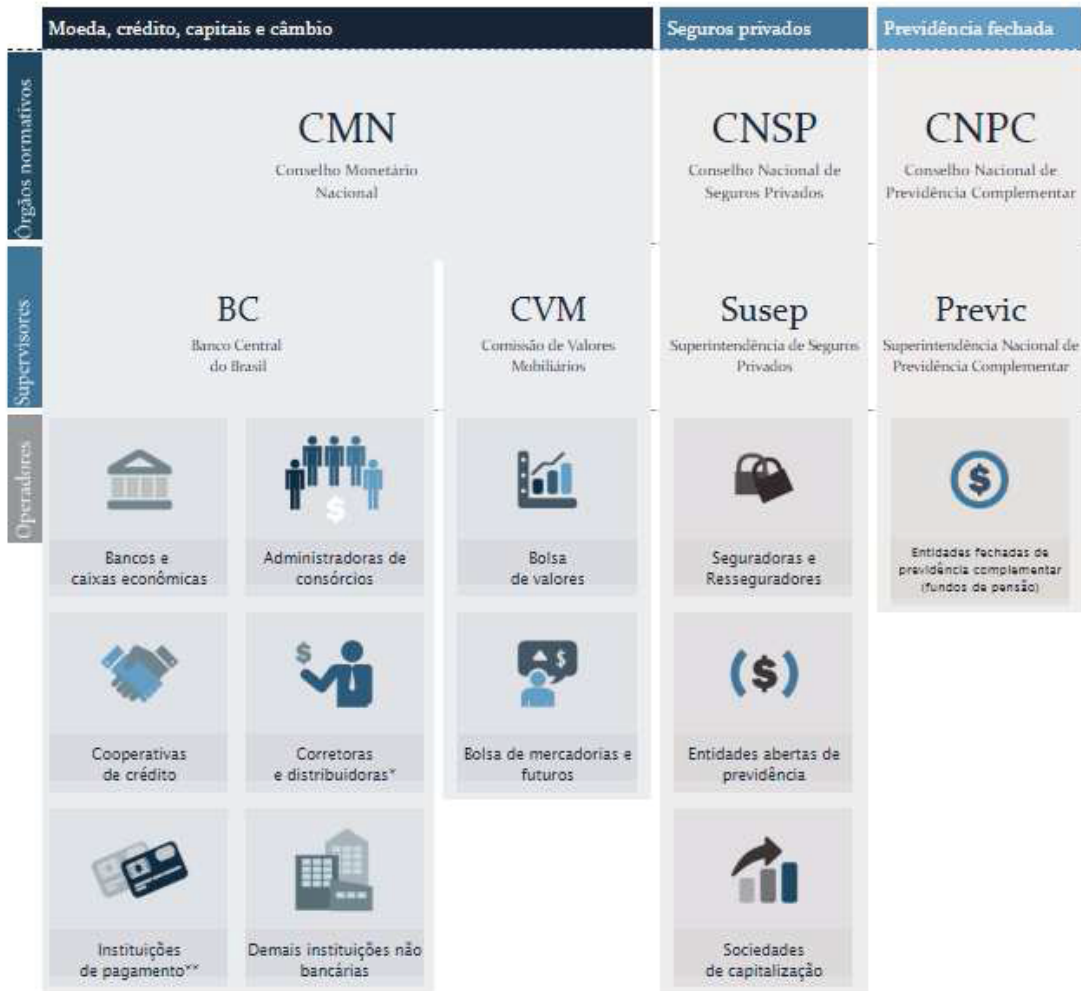 Moeda, crédito, capitais e câmbio
Seguros privados
Previdência fechada
Órgãos normativos
CMN
Conselho Monetário
Nacional
CNSP
Conselho Nacional de
Seguros Privados
CNPC
Conselho Nacional de
Previdência Complementar
Supervisores
BC
Banco Central
do Brasil
CVM
Comissão de Valores
Mobiliários
Susep
Superintendência de Seguros
Privados
Previc
Superintendência Nacional de
Previdência Complementar
Operadores
Bancos e
caixas econômicas
Administradoras de
consórcios
Bolsa
de valores
Seguradoras e
Resseguradores
Entidades fechadas de
previdência complementar
(fundos de pensão)
Cooperativas
de crédito
Corretoras
e distribuidoras*
Bolsa de mercadorias e
futuros
Entidades abertas de
previdência
Instituições
de pagamento**
Demais instituições não
bancárias
Sociedades
de capitalização